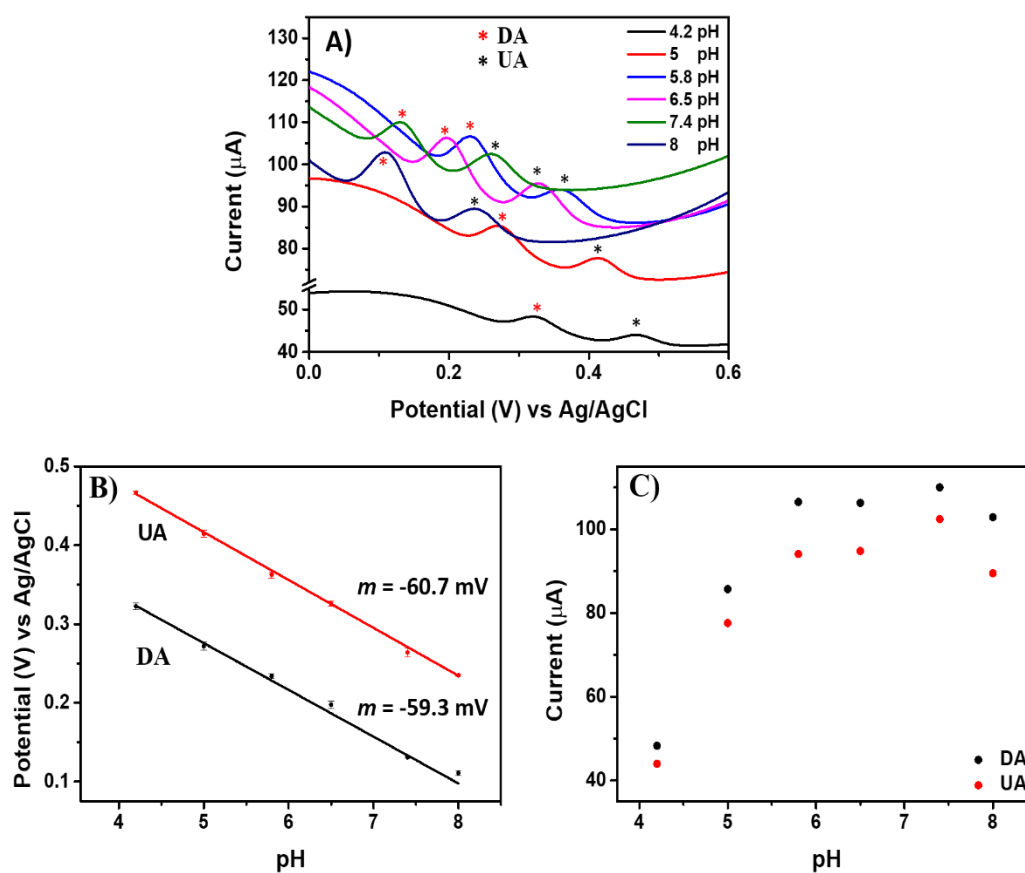 A)
* DA
* UA
4.2 pH
5 pH
5.8 pH
6.5 pH
7.4 pH
8 pH
130
120
110
100
90
80
50
40
Current (μA)
0.0 0.2 0.4 0.6
Potential (V) vs Ag/AgCl
B)
0.5
0.4
0.3
0.2
0.1
Potential (V) vs Ag/AgCl
UA
m = -60.7 mV
DA
m = -59.3 mV
4 5 6 7 8
pH
C)
100
80
60
40
Current (μA)
DA
UA
4 5 6 7 8
pH